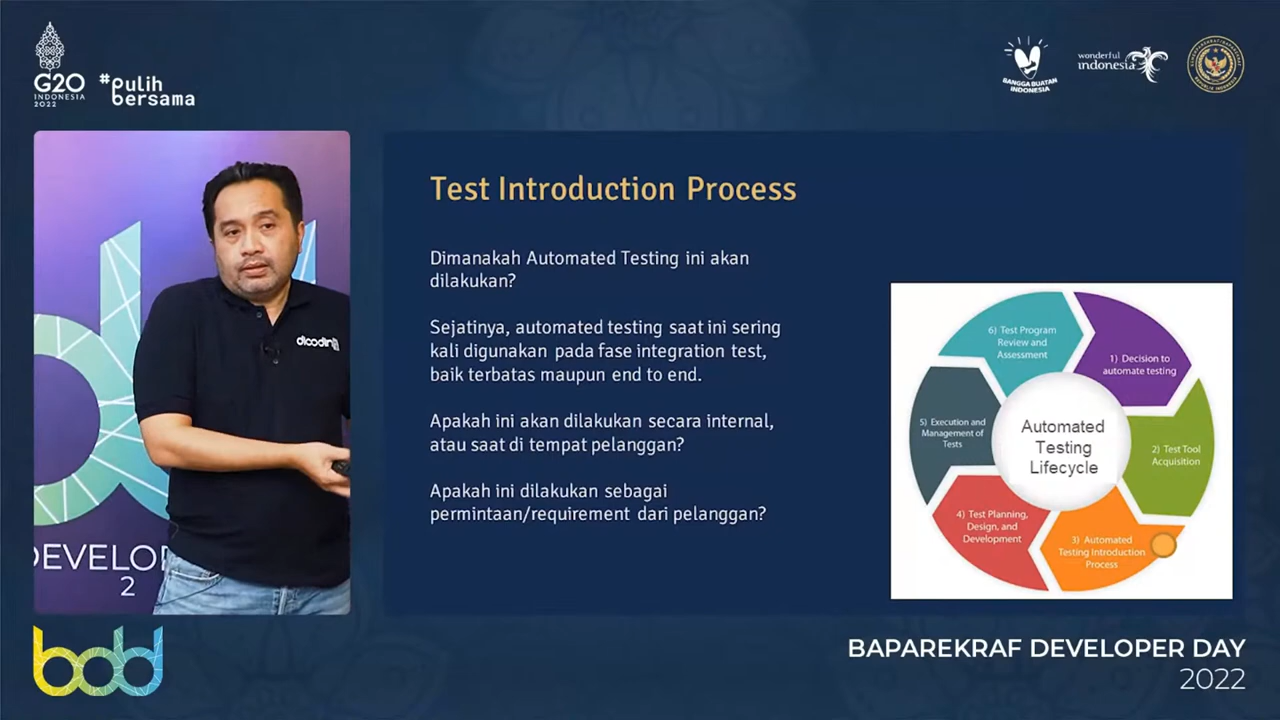 G20
INDONESIA
2022
#pulih
bersama
BANGGA BUATAN
INDONESIA
wonderful
indonesia
REPUBLIK INDONESIA
dicoding
DEVELOP
2
Test Introduction Process
Dimanakah Automated Testing ini akan
dilakukan?
Sejatinya, automated testing saat ini sering
kali digunakan pada fase integration test,
baik terbatas maupun end to end.
Apakah ini akan dilakukan secara internal,
atau saat di tempat pelanggan?
Apakah ini dilakukan sebagai
permintaan/requirement dari pelanggan?
Automated
Testing
Lifecycle
1) Decision to
automate testing
2) Test Tool
Acquisition
3) Automated
Testing Introduction
Process
4) Test Planning,
Design, and
Development
5) Execution and
Management of
Tests
6) Test Program
Review and
Assessment
bdd
BAPAREKRAF DEVELOPER DAY
2022